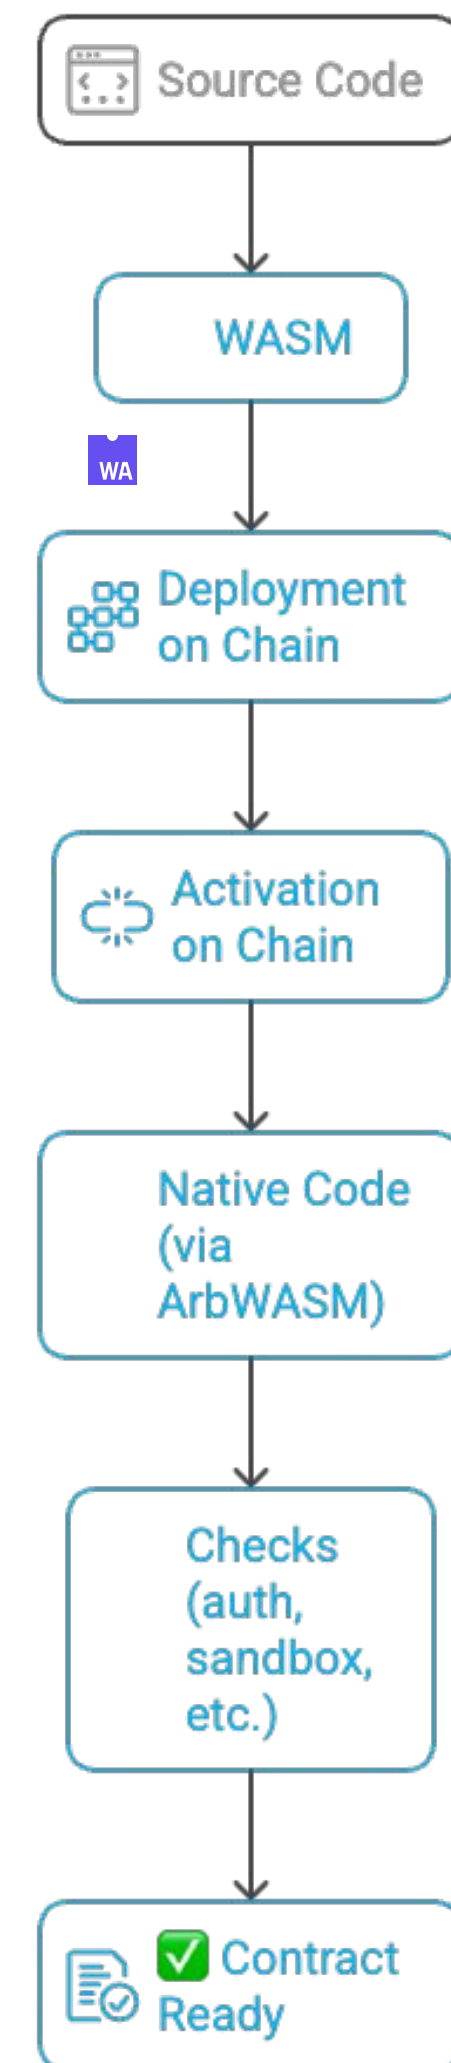 Source Code
WASM
WA
Deployment
on Chain
Activation
on Chain
Native Code
(via
ArbWASM)
Checks
(auth,
sandbox,
etc.)
✅ Contract
Ready